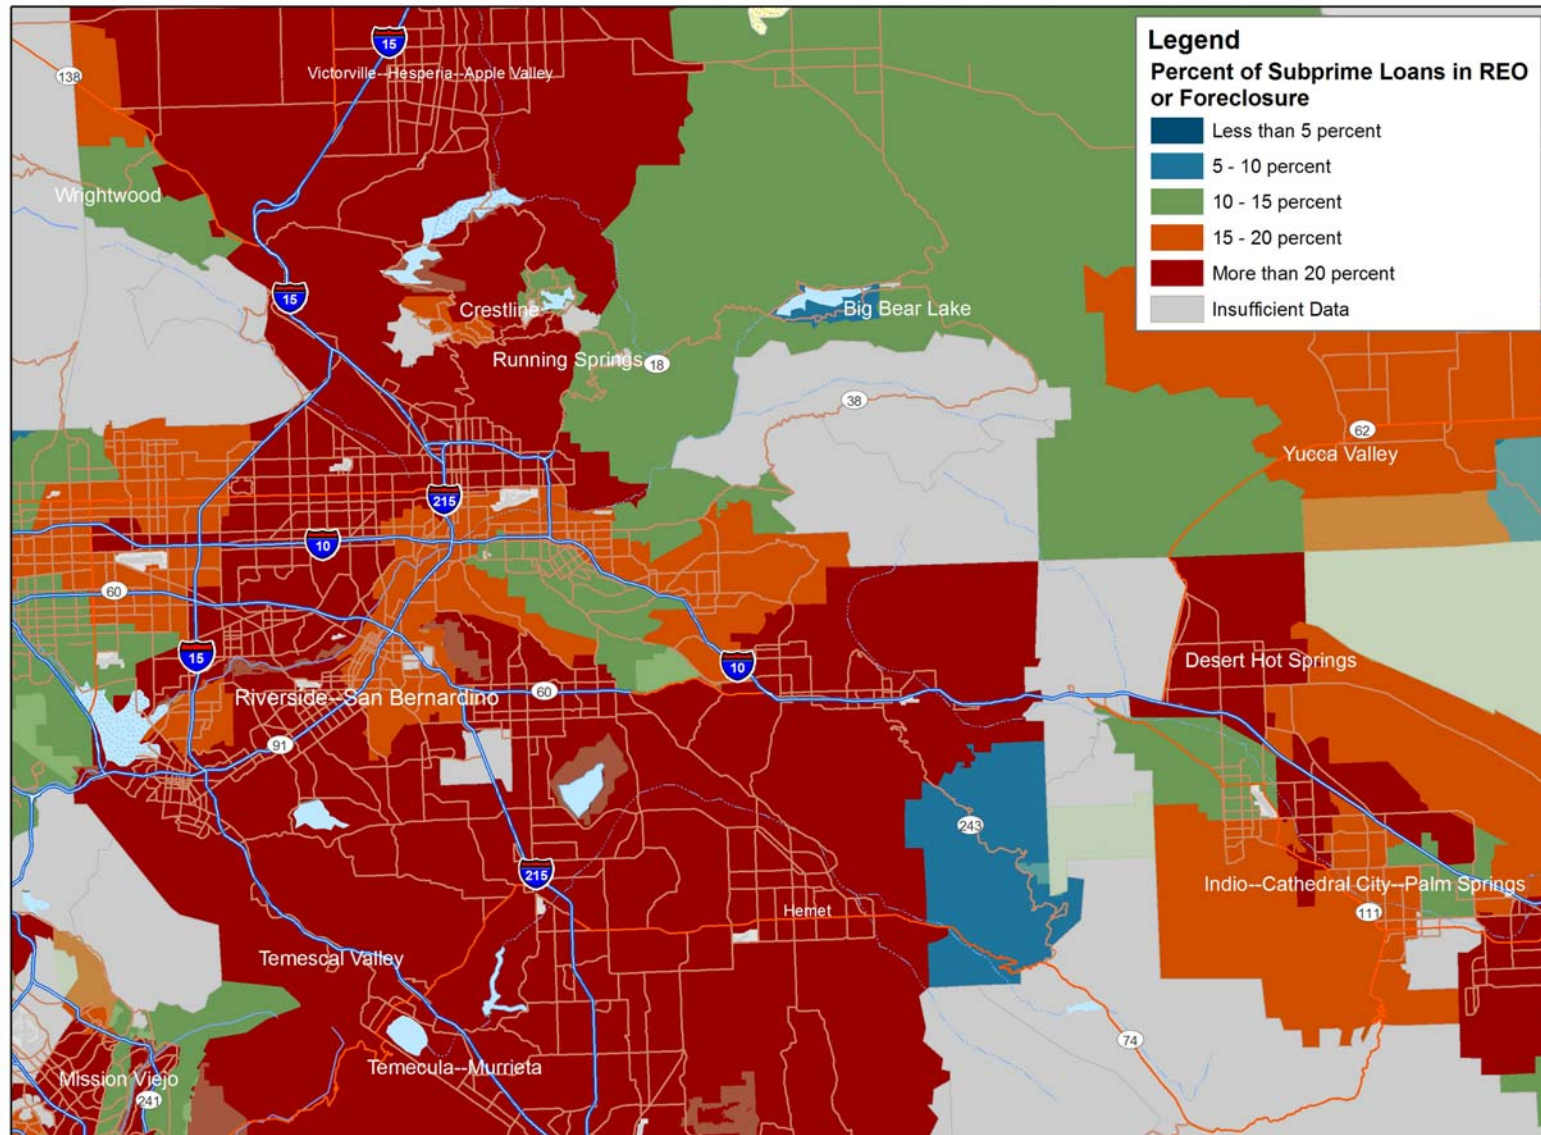 Legend
Percent of Subprime Loans in REO
or Foreclosure
Less than 5 percent
5 - 10 percent
10 - 15 percent
15 - 20 percent
More than 20 percent
Insufficient Data
15
Victorville--Hesperia--Apple Valley
138
Wrightwood
15
Crestline
Big Bear Lake
Running Springs
18
38
62
Yucca Valley
215
10
60
15
Desert Hot Springs
10
Riverside--San Bernardino
60
91
243
215
Indio--Cathedral City--Palm Springs
Hemet
111
Temescal Valley
74
Temecula--Murrieta
Mission Viejo
241